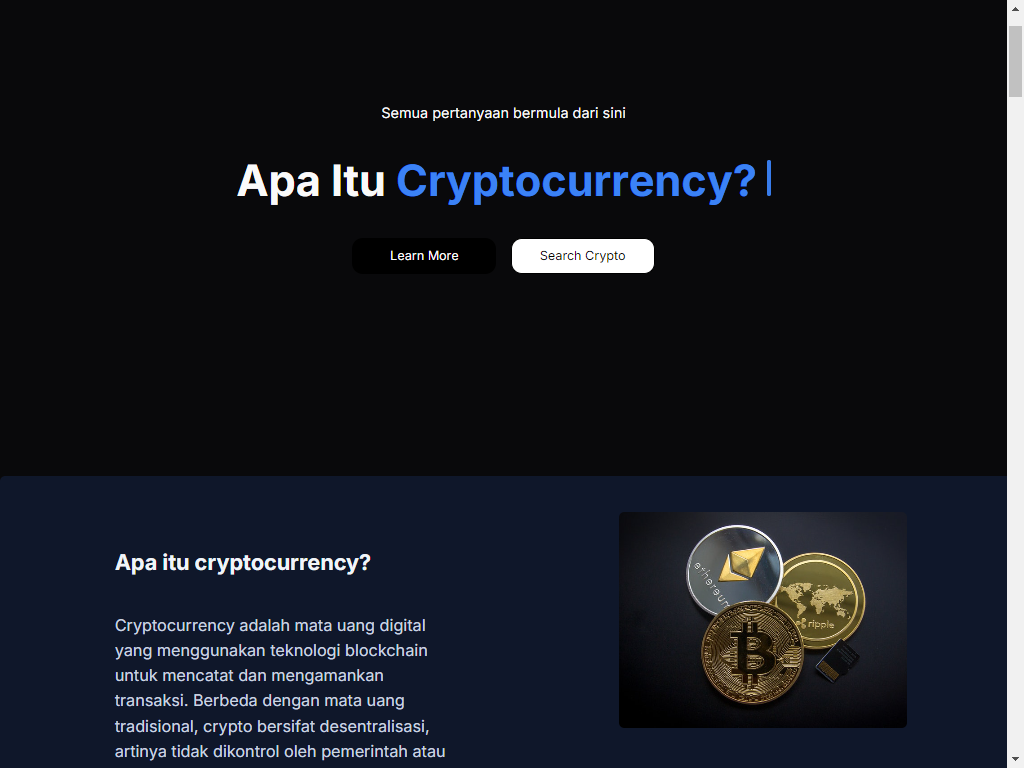 Semua pertanyaan bermula dari sini
Apa Itu Cryptocurrency?
Learn More
Search Crypto
Apa itu cryptocurrency?
Cryptocurrency adalah mata uang digital
yang menggunakan teknologi blockchain
untuk mencatat dan mengamankan
transaksi. Berbeda dengan mata uang
tradisional, crypto bersifat desentralisasi,
artinya tidak dikontrol oleh pemerintah atau
ethereum
ripple